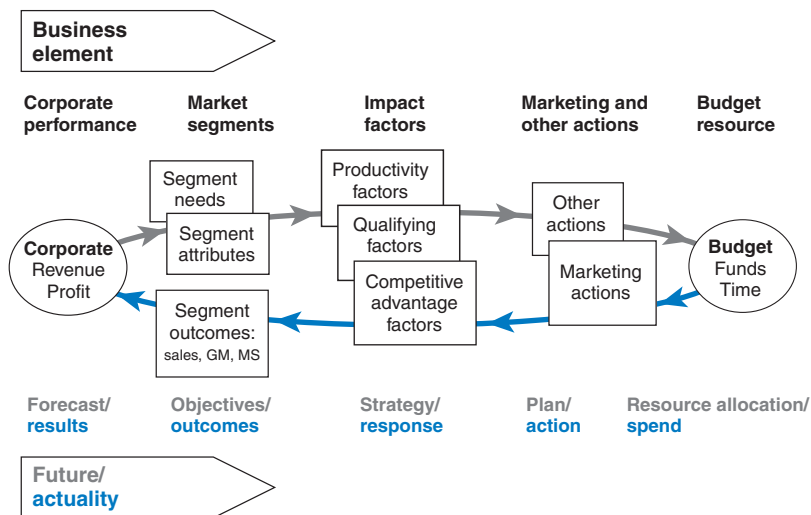 Business
element
Corporate
performance
Market
segments
Impact
factors
Marketing and
other actions
Budget
resource
Segment
needs
Segment
attributes
Productivity
factors
Qualifying
factors
Competitive
advantage
factors
Other
actions
Marketing
actions
Corporate
Revenue
Profit
Budget
Funds
Time
Segment
outcomes:
sales, GM, MS
Forecast/
results
Objectives/
outcomes
Strategy/
response
Plan/
action
Resource allocation/
spend
Future/
actuality